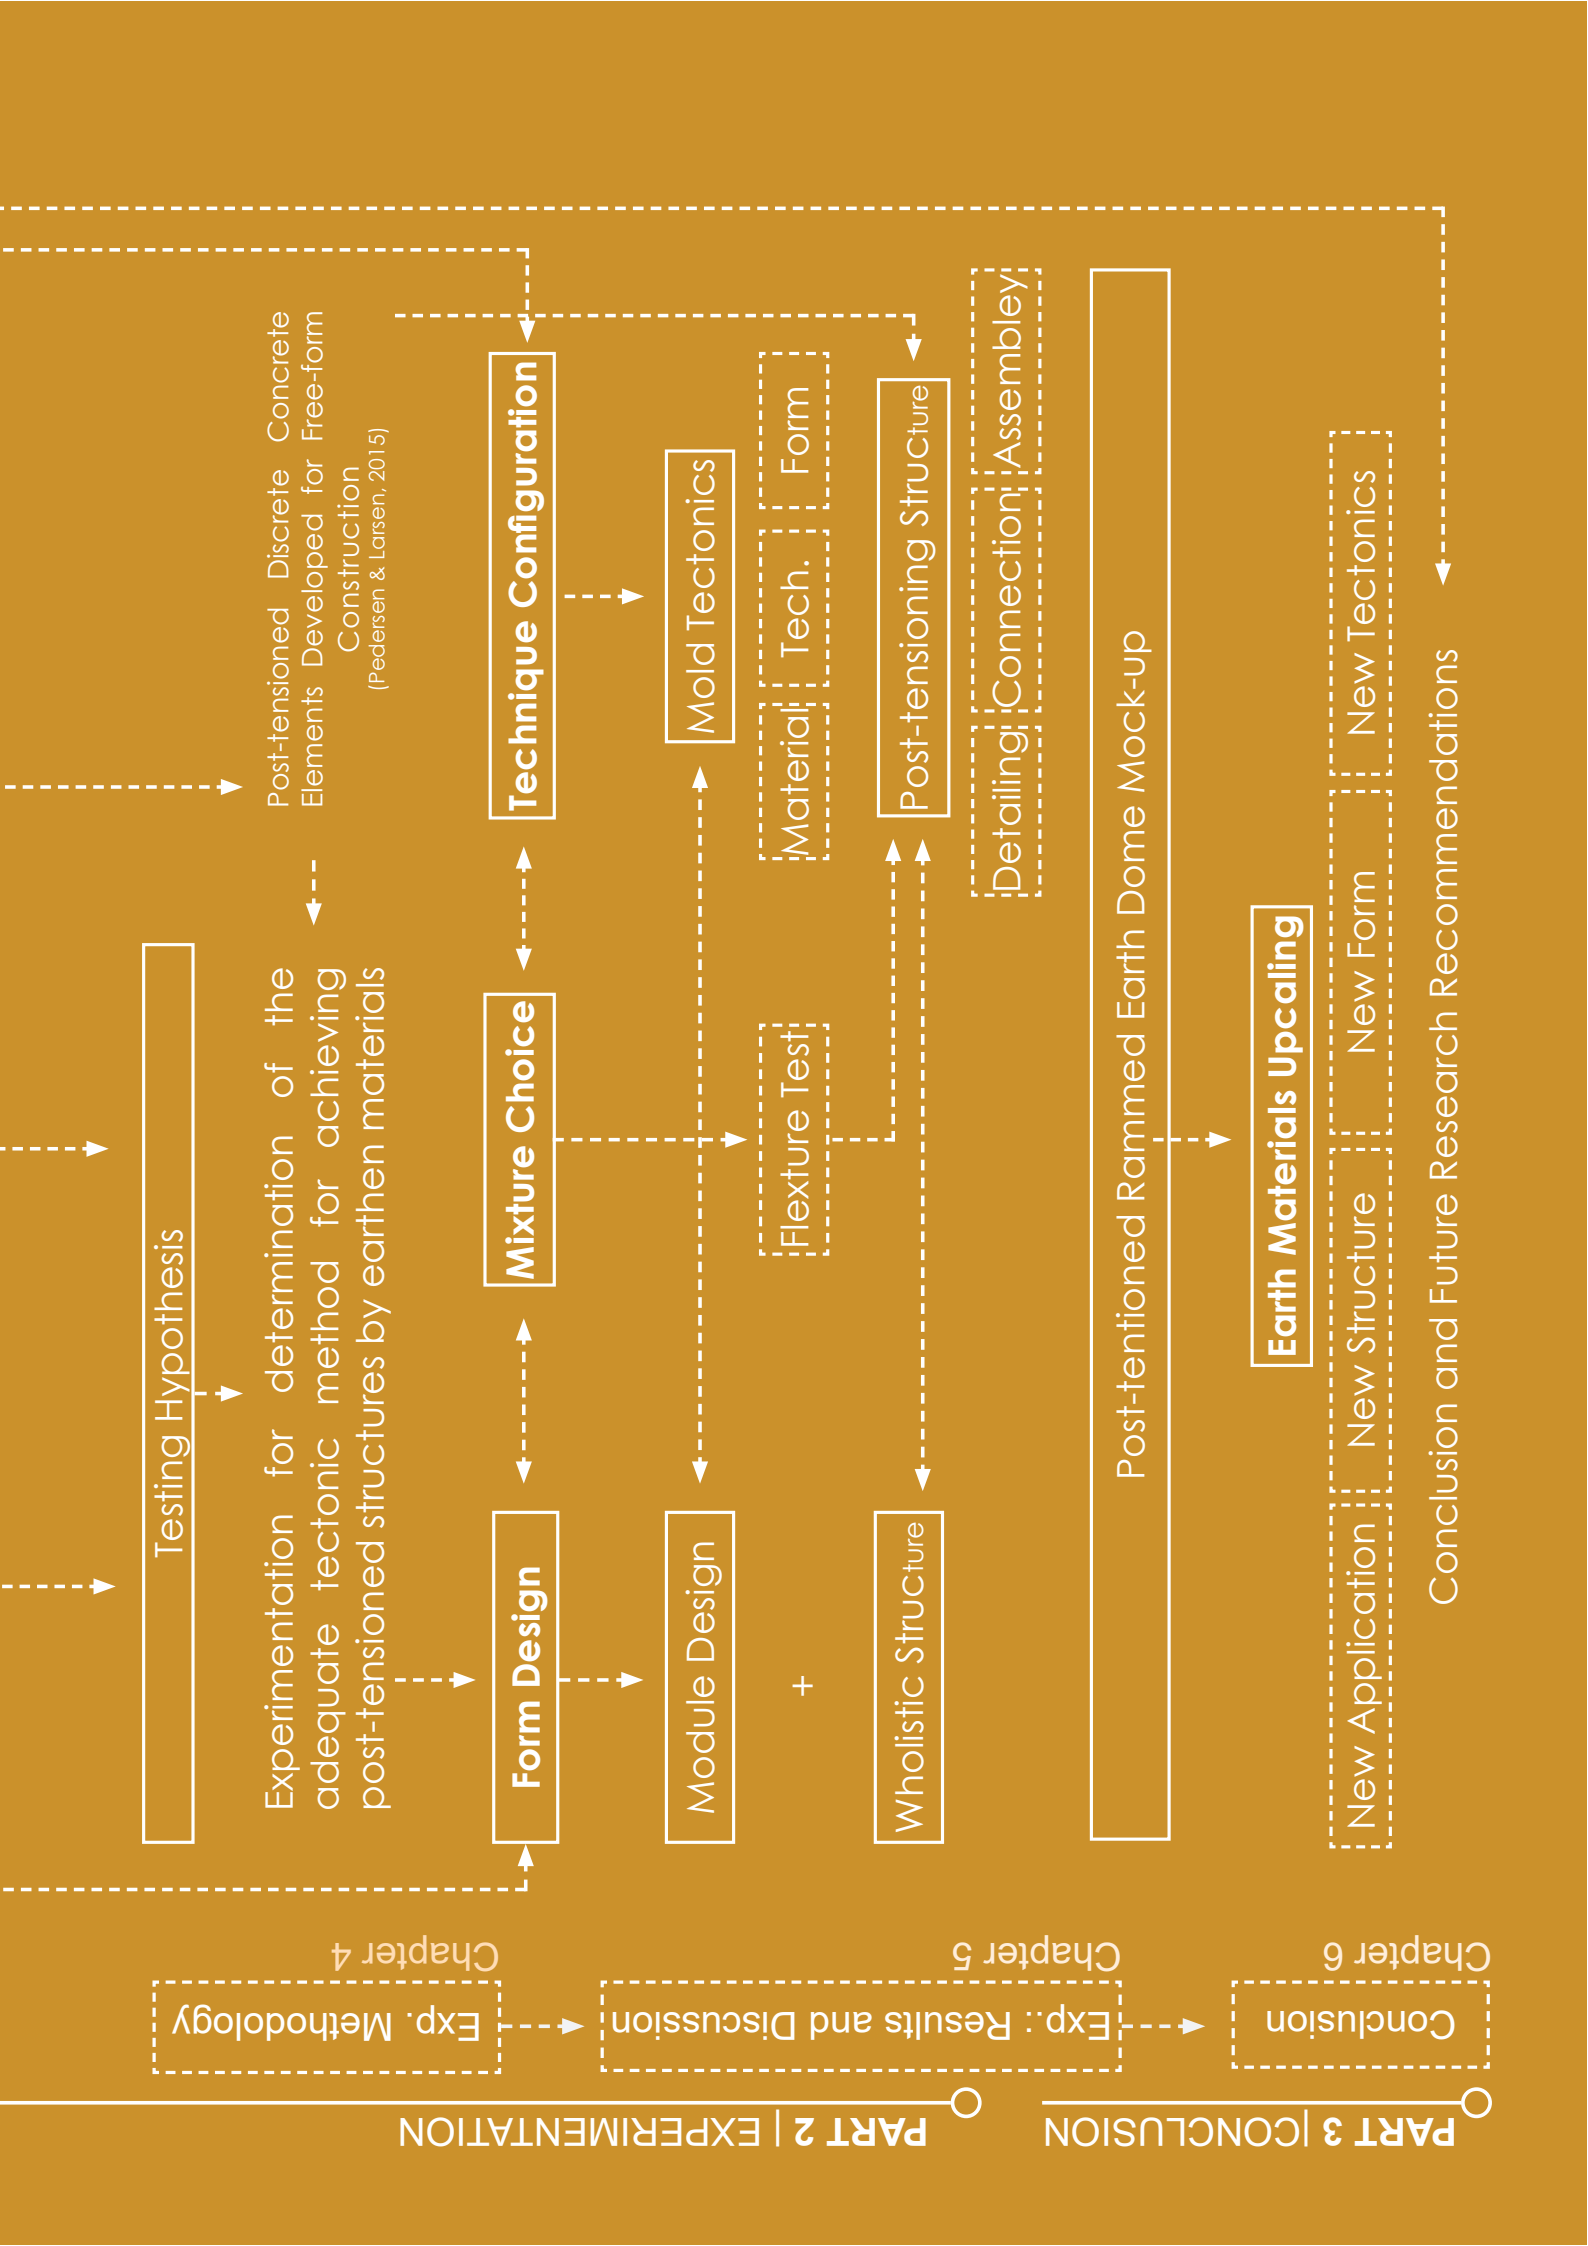 Testing Hypothesis
Post-tensioned Discrete Concrete
Elements Developed for Free-form
Construction
(Pedersen & Larsen, 2015)
Experimentation for determination of the
adequate tectonic method for achieving
post-tensioned structures by earthen materials
Form Design
Mixture Choice
Technique Configuration
Module Design
Mold Tectonics
+
Flexture Test
Material
Tech.
Form
Wholistic Structure
Post-tensioning Structure
Detailing
Connection
Assembley
Post-tentioned Rammed Earth Dome Mock-up
Earth Materials Upcaling
New Application
New Structure
New Form
New Tectonics
Conclusion and Future Research Recommendations
Chapter 4
Exp. Methodology
Chapter 5
Exp.: Results and Discussion
Chapter 6
Conclusion
PART 2 | EXPERIMENTATION
PART 3 |CONCLUSION